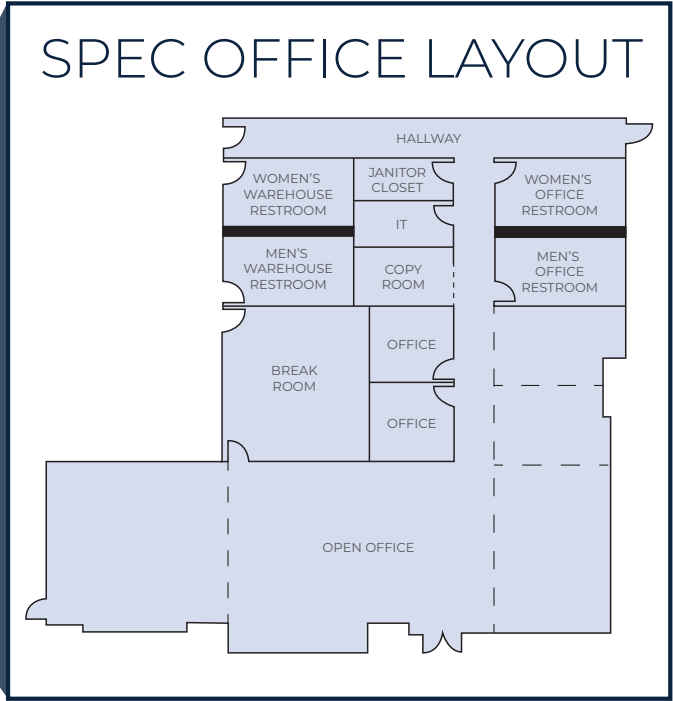 SPEC OFFICE LAYOUT
HALLWAY
WOMEN'S
WAREHOUSE
RESTROOM
JANITOR
CLOSET
WOMEN'S
OFFICE
RESTROOM
IT
MEN'S
WAREHOUSE
RESTROOM
COPY
ROOM
MEN'S
OFFICE
RESTROOM
OFFICE
BREAK
ROOM
OFFICE
OPEN OFFICE